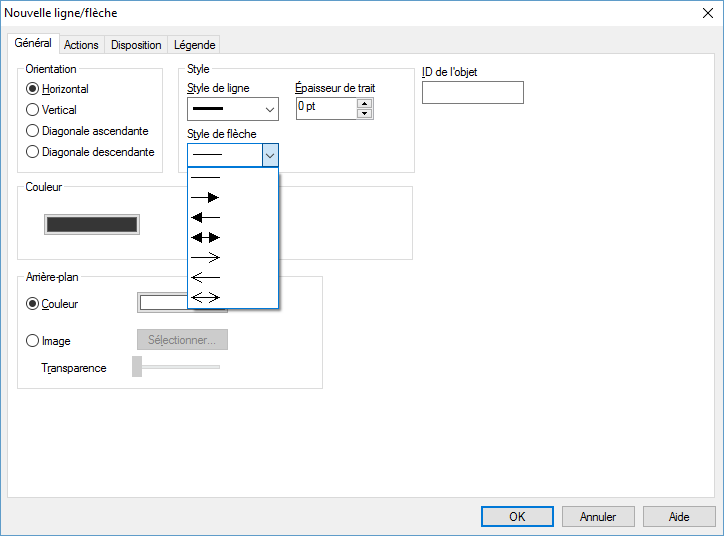 Nouvelle ligne/flèche
Général Actions Disposition Légende
Orientation
Horizontal
Vertical
Diagonale ascendante
Diagonale descendante
Style
Style de ligne
Épaisseur de trait
0 pt
Style de flèche
ID de l'objet
Couleur
Arrière-plan
Couleur
Image
Sélectionner...
Transparence
OK Annuler Aide